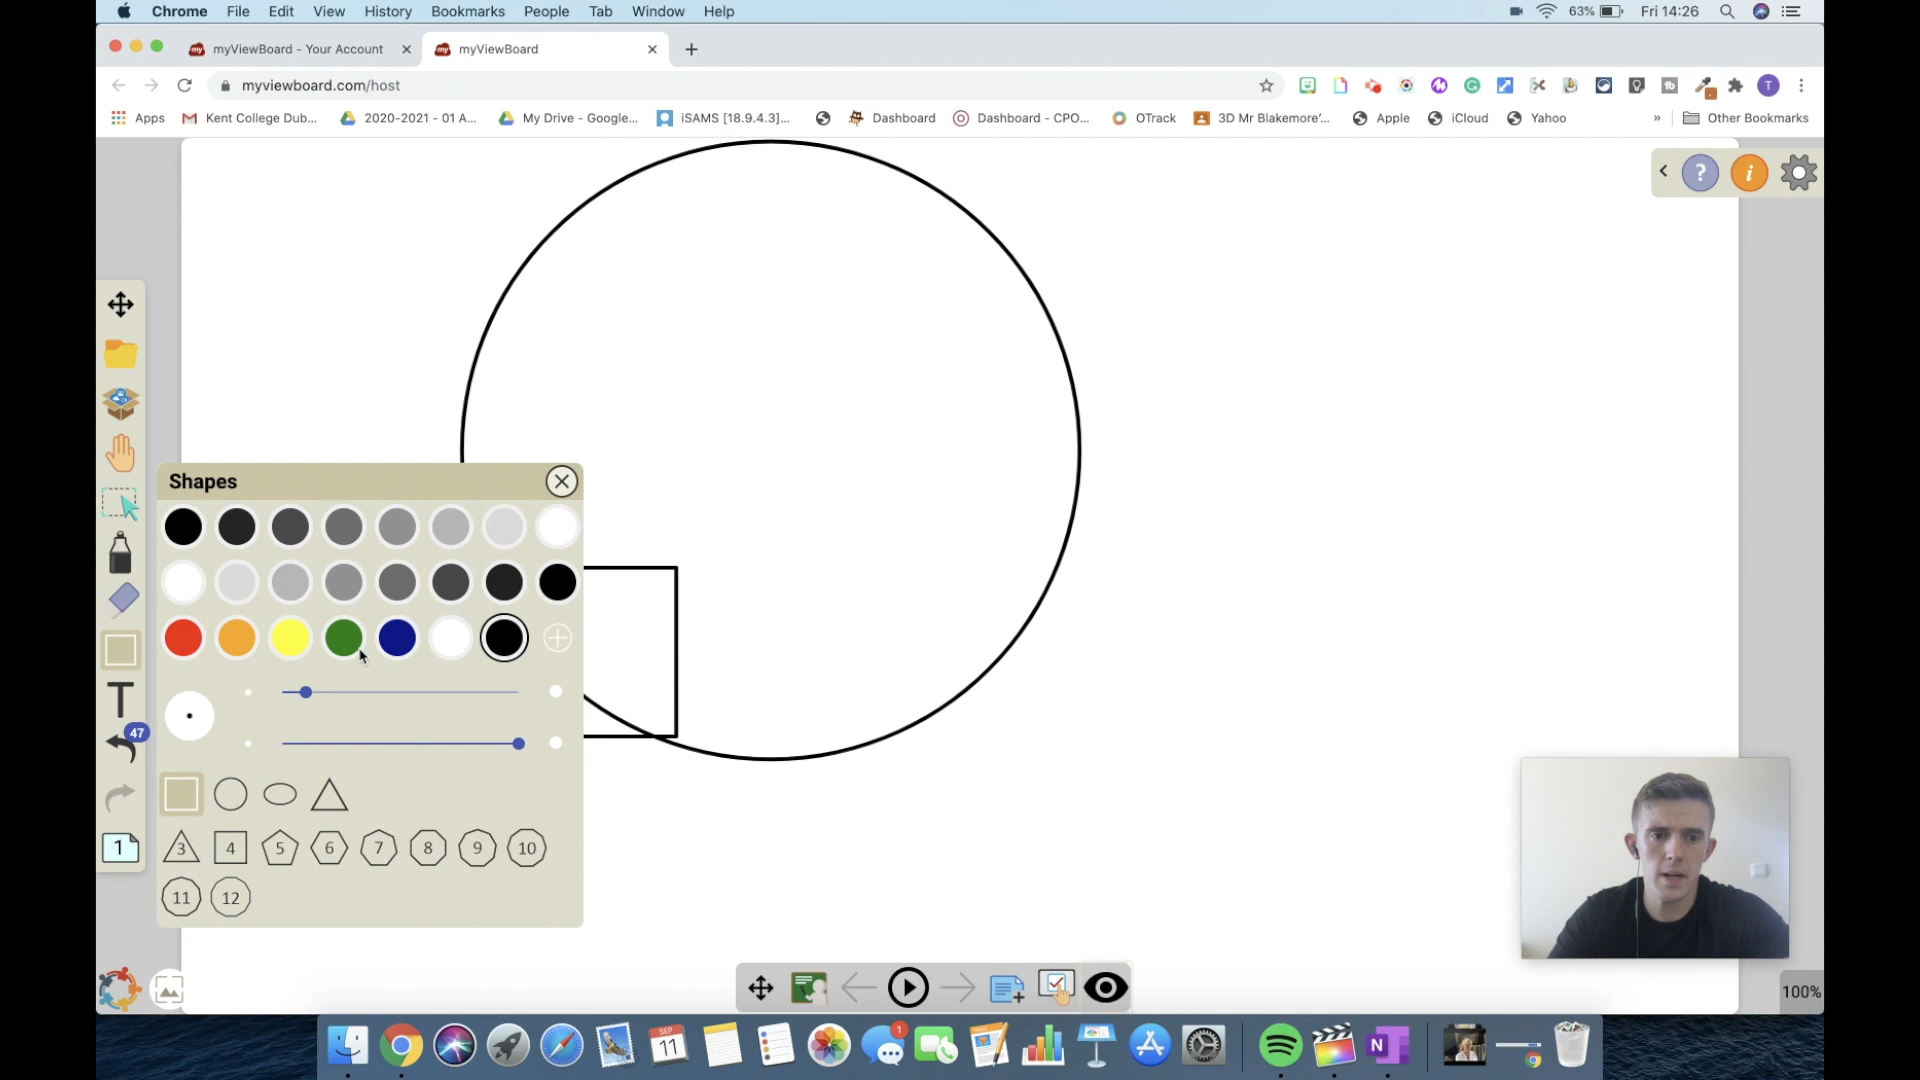 Chrome File Edit View History Bookmarks People Tab Window Help 63% Fri 14:26
myViewBoard - Your Account myViewBoard
myviewboard.com/host
Apps Kent College Dub... 2020-2021 - 01 A... My Drive - Google... iSAMS [18.9.4.3]... Dashboard Dashboard - CPO... OTrack 3D Mr Blakemore'... Apple iCloud Yahoo » Other Bookmarks
? i
Shapes
T
47
3 4 5 6 7 8 9 10
11 12
1
100%
SEP
11
1
N